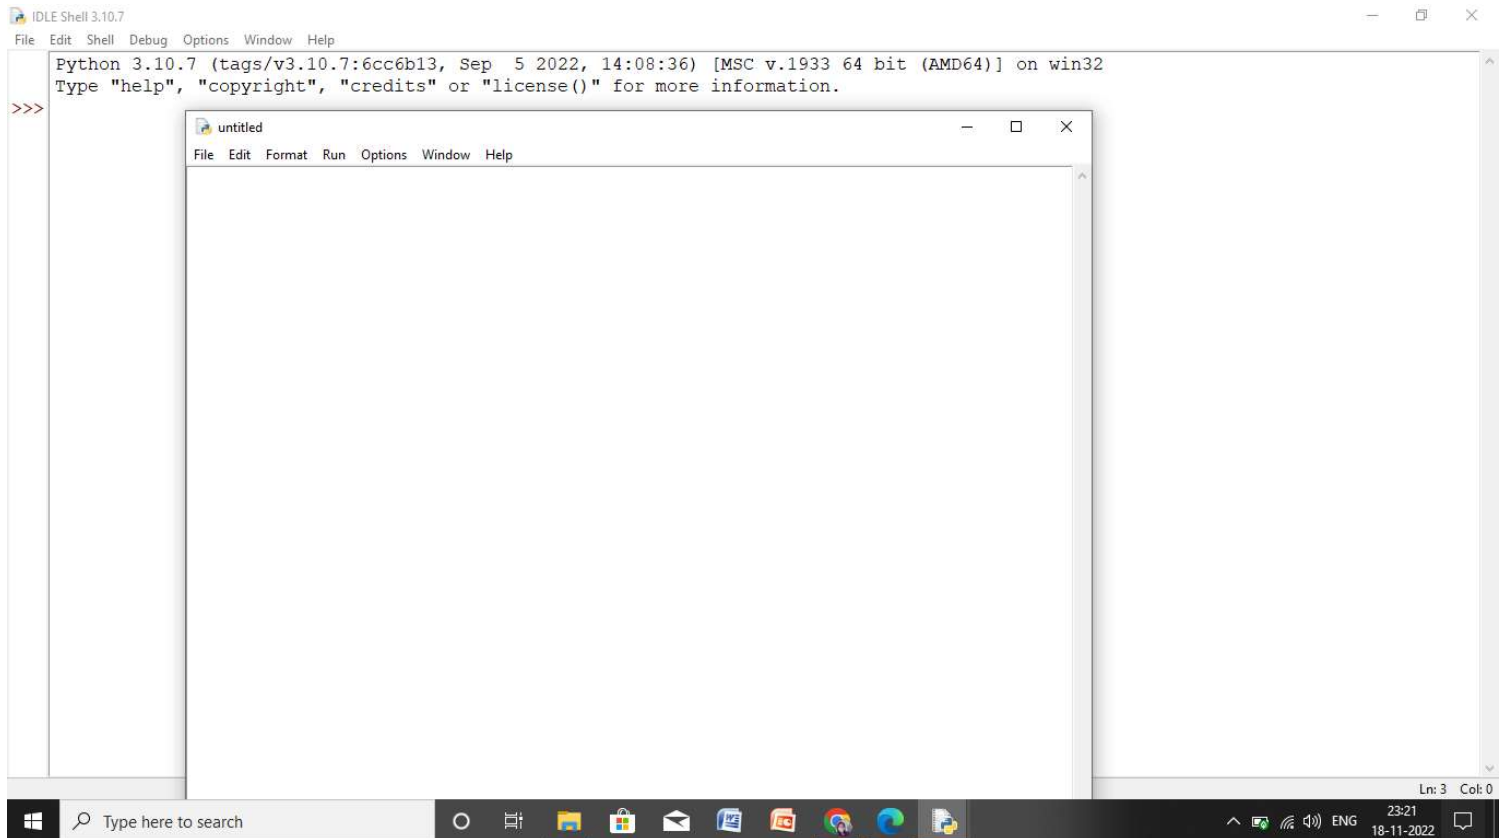 IDLE Shell 3.10.7
File Edit Shell Debug Options Window Help
Python 3.10.7 (tags/v3.10.7:6cc6b13, Sep  5 2022, 14:08:36) [MSC v.1933 64 bit (AMD64)] on win32
Type "help", "copyright", "credits" or "license()" for more information.
>>>
untitled
File Edit Format Run Options Window Help
Ln: 3 Col: 0
Type here to search
ENG
23:21
18-11-2022